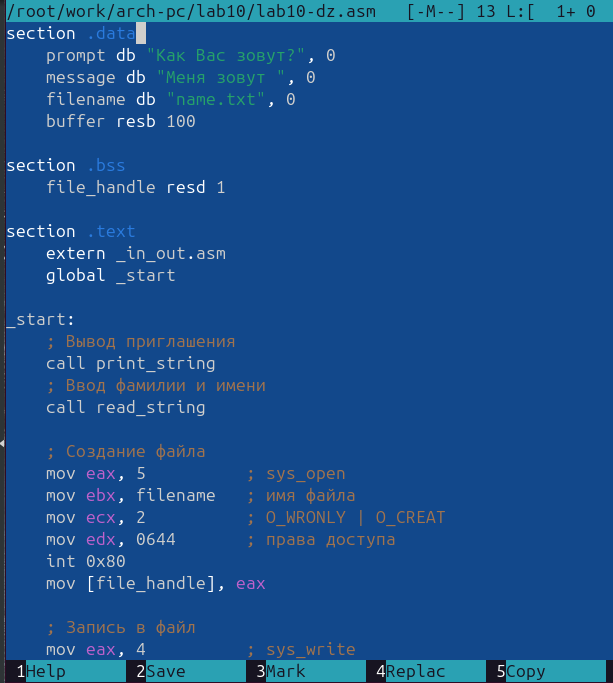 /root/work/arch-pc/lab10/lab10-dz.asm   [-M--] 13 L:[  1+ 0
section .data
    prompt db "Как Вас зовут?", 0
    message db "Меня зовут ", 0
    filename db "name.txt", 0
    buffer resb 100
section .bss
    file_handle resd 1
section .text
    extern _in_out.asm
    global _start
_start:
    ; Вывод приглашения
    call print_string
    ; Ввод фамилии и имени
    call read_string
    ; Создание файла
    mov eax, 5          ; sys_open
    mov ebx, filename   ; имя файла
    mov ecx, 2          ; O_WRONLY | O_CREAT
    mov edx, 0644       ; права доступа
    int 0x80
    mov [file_handle], eax
    ; Запись в файл
    mov eax, 4          ; sys_write
1Help 2Save 3Mark 4Replac 5Copy